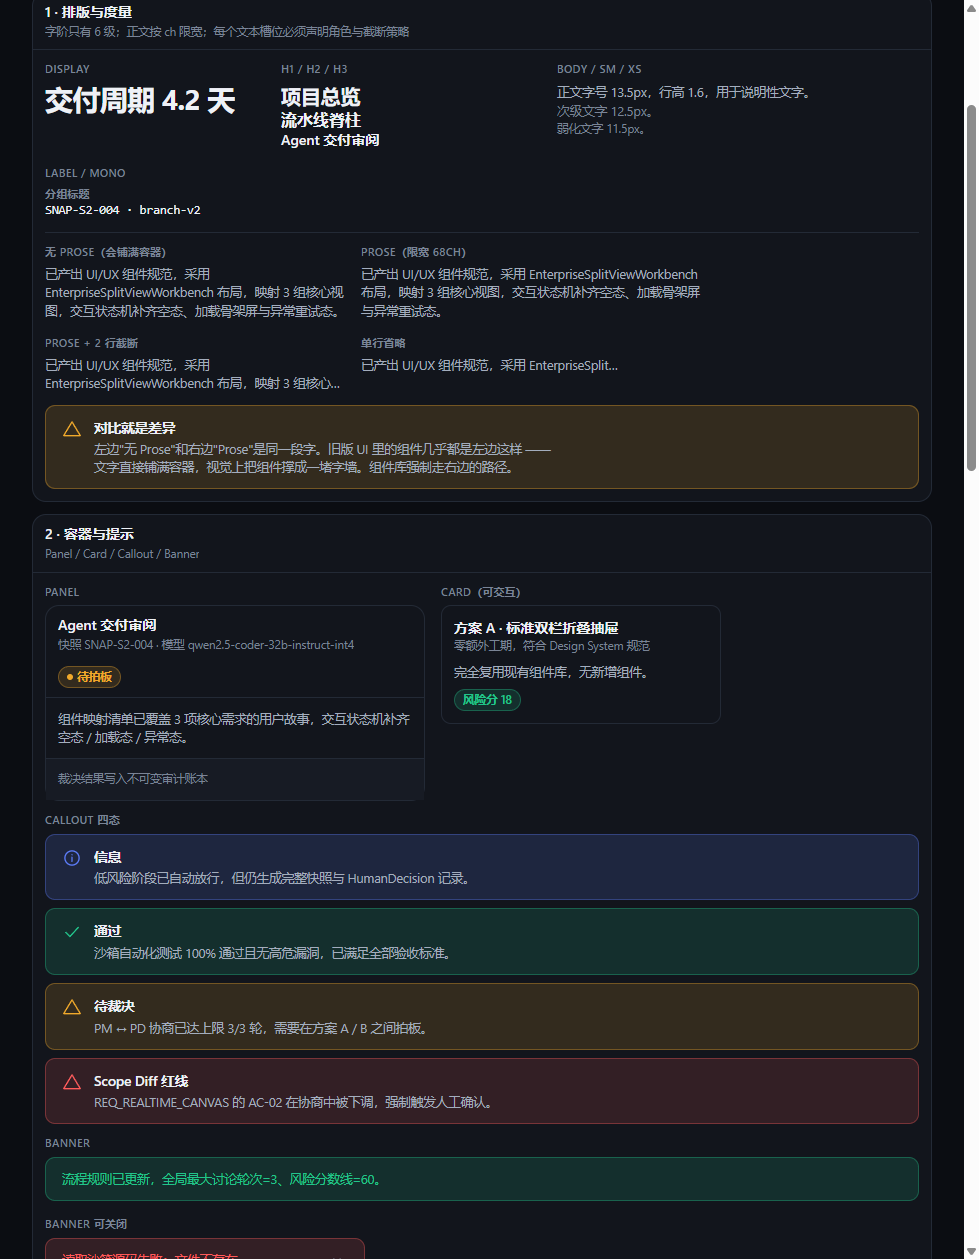 1 · 排版与度量
字阶只有 6 级；正文按 ch 限宽；每个文本槽位必须声明角色与截断策略
DISPLAY
交付周期 4.2 天
H1 / H2 / H3
项目总览
流水线脊柱
Agent 交付审阅
BODY / SM / XS
正文字号 13.5px，行高 1.6，用于说明性文字。
次级文字 12.5px。
弱化文字 11.5px。
LABEL / MONO
分组标题
SNAP-S2-004 · branch-v2
无 PROSE（会铺满容器）
已产出 UI/UX 组件规范，采用
EnterpriseSplitViewWorkbench 布局，映射 3 组核心视
图，交互状态机补齐空态、加载骨架屏与异常重试态。
PROSE（限宽 68CH）
已产出 UI/UX 组件规范，采用 EnterpriseSplitViewWorkbench
布局，映射 3 组核心视图，交互状态机补齐空态、加载骨架屏
与异常重试态。
PROSE + 2 行截断
已产出 UI/UX 组件规范，采用
EnterpriseSplitViewWorkbench 布局，映射 3 组核心...
单行省略
已产出 UI/UX 组件规范，采用 EnterpriseSplit...
对比就是差异
左边"无 Prose"和右边"Prose"是同一段字。旧版 UI 里的组件几乎都是左边这样 ——
文字直接铺满容器，视觉上把组件撑成一堵字墙。组件库强制走右边的路径。
2 · 容器与提示
Panel / Card / Callout / Banner
PANEL
Agent 交付审阅
快照 SNAP-S2-004 · 模型 qwen2.5-coder-32b-instruct-int4
待拍板
组件映射清单已覆盖 3 项核心需求的用户故事，交互状态机补齐
空态 / 加载态 / 异常态。
裁决结果写入不可变审计账本
CARD（可交互）
方案 A · 标准双栏折叠抽屉
零额外工期，符合 Design System 规范
完全复用现有组件库，无新增组件。
风险分 18
CALLOUT 四态
信息
低风险阶段已自动放行，但仍生成完整快照与 HumanDecision 记录。
通过
沙箱自动化测试 100% 通过且无高危漏洞，已满足全部验收标准。
待裁决
PM ↔ PD 协商已达上限 3/3 轮，需要在方案 A / B 之间拍板。
Scope Diff 红线
REQ_REALTIME_CANVAS 的 AC-02 在协商中被下调，强制触发人工确认。
BANNER
流程规则已更新，全局最大讨论轮次=3、风险分数线=60。
BANNER 可关闭